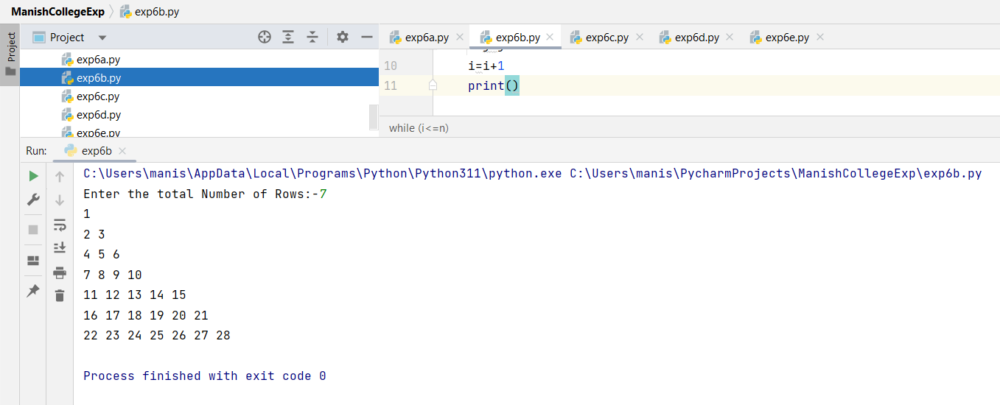 ManishCollegeExp exp6b.py
Project
Project
exp6a.py
exp6b.py
exp6c.py
exp6d.py
exp6e.py
exp6a.py exp6b.py exp6c.py exp6d.py exp6e.py
10 i=i+1
11 print()
while (i<=n)
Run: exp6b
C:\Users\manis\AppData\Local\Programs\Python\Python311\python.exe C:\Users\manis\PycharmProjects\ManishCollegeExp\exp6b.py
Enter the total Number of Rows:-7
1
2 3
4 5 6
7 8 9 10
11 12 13 14 15
16 17 18 19 20 21
22 23 24 25 26 27 28
Process finished with exit code 0